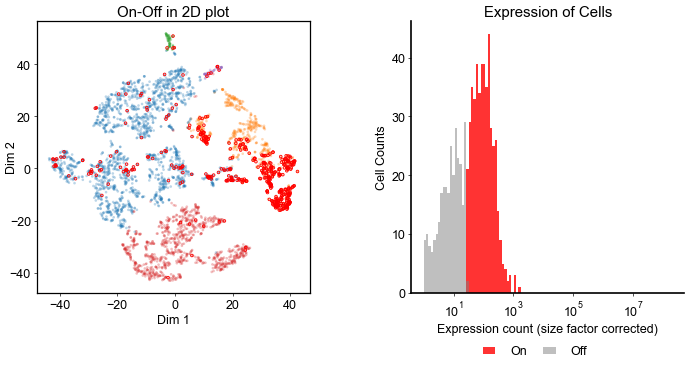 On-Off in 2D plot
Expression of Cells
40
20
0
−20
−40
Dim 2
−40 −20 0 20 40
Dim 1
40
30
20
10
0
Cell Counts
10^1 10^3 10^5 10^7
Expression count (size factor corrected)
On Off